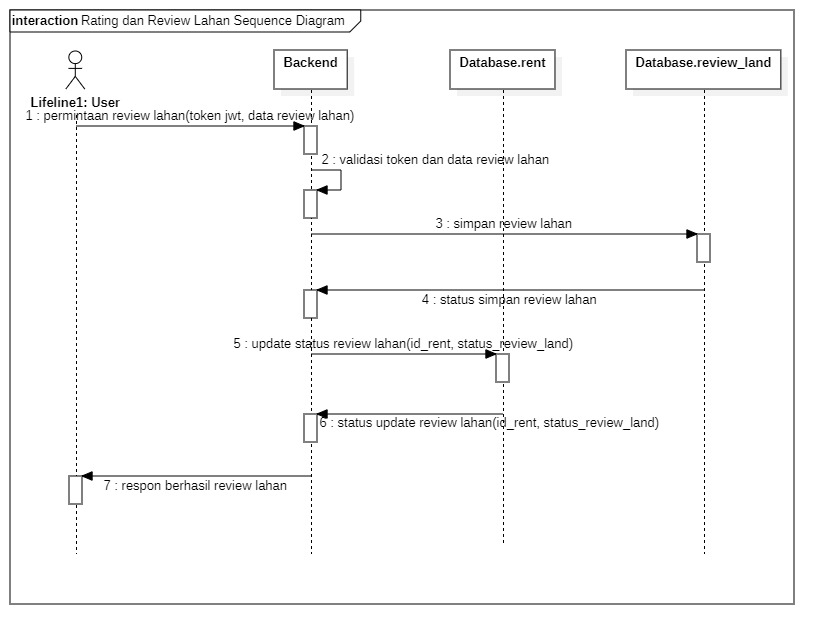 interaction Rating dan Review Lahan Sequence Diagram
Backend
Database.rent
Database.review_land
Lifeline1: User
1 : permintaan review lahan(token jwt, data review lahan)
2 : validasi token dan data review lahan
3 : simpan review lahan
4 : status simpan review lahan
5 : update status review lahan(id_rent, status_review_land)
6 : status update review lahan(id_rent, status_review_land)
7 : respon berhasil review lahan